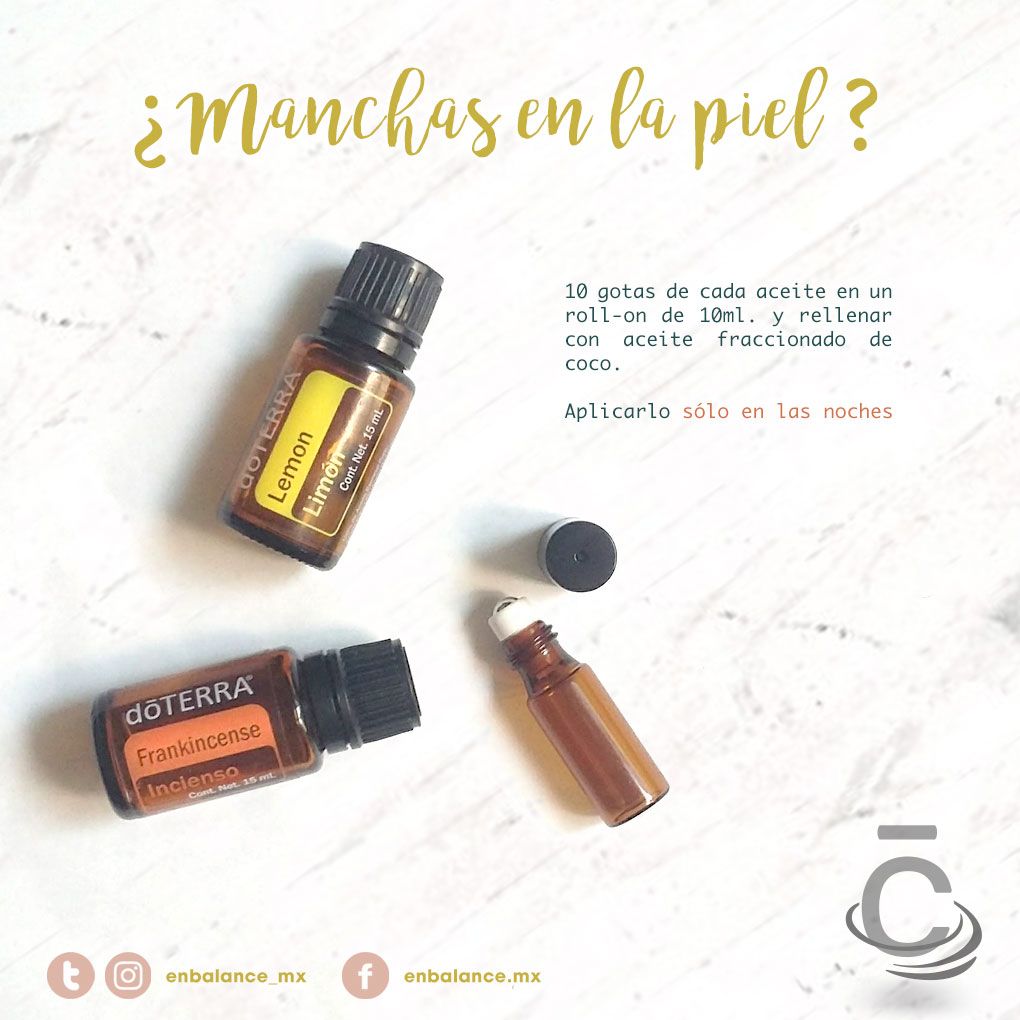 ¿Manchas en la piel?
10 gotas de cada aceite en un
roll-on de 10ml. y rellenar
con aceite fraccionado de
coco.
Aplicarlo sólo en las noches
dōTERRA
Lemon
Limón
Cont. Net. 15 mL
dōTERRA®
Frankincense
Incienso
Cont. Net. 15 mL
C
enbalance_mx
enbalance.mx